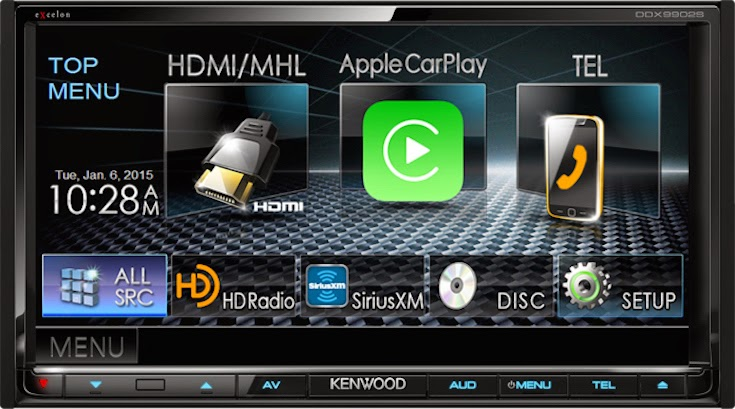 eXcelon
DDX9902S
TOP
MENU
HDMI/MHL
Apple CarPlay
TEL
Tue, Jan. 6, 2015
10:28 AM
HDMI
ALL
SRC
HD Radio
SiriusXM
SiriusXM
DISC
SETUP
MENU
AV
KENWOOD
AUD
MENU
TEL